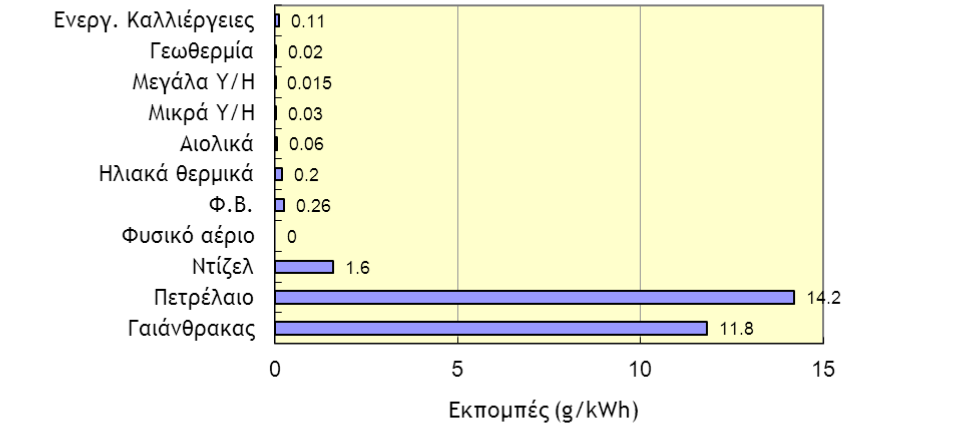 Ενεργ. Καλλιέργειες 0.11
Γεωθερμία 0.02
Μεγάλα Υ/Η 0.015
Μικρά Υ/Η 0.03
Αιολικά 0.06
Ηλιακά θερμικά 0.2
Φ.Β. 0.26
Φυσικό αέριο 0
Ντίζελ 1.6
Πετρέλαιο 14.2
Γαιάνθρακας 11.8
0 5 10 15
Εκπομπές (g/kWh)